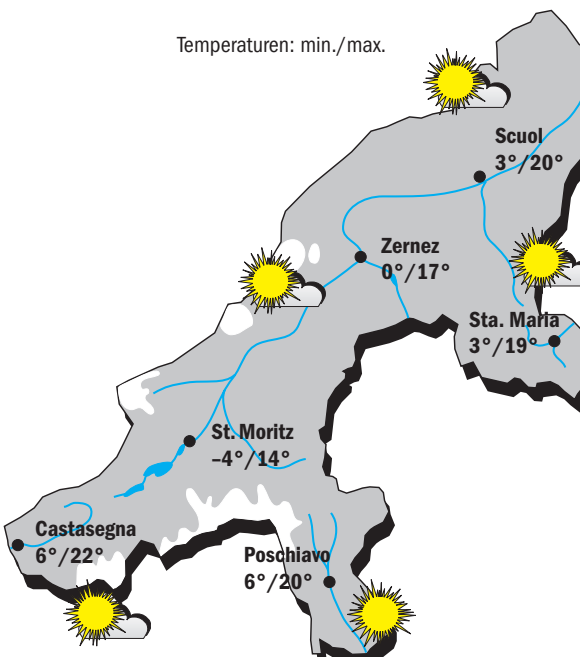 Temperaturen: min./max.
Scuol
3°/20°
Zernez
0°/17°
Sta. Maria
3°/19°
St. Moritz
–4°/14°
Castasegna
6°/22°
Poschiavo
6°/20°